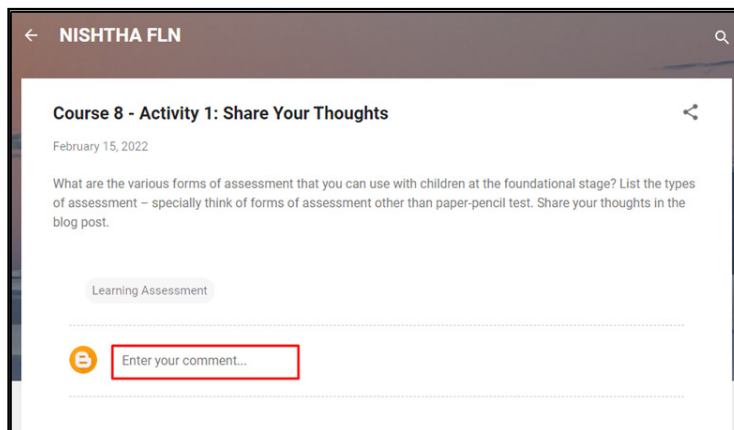 NISHTHA FLN
Course 8 - Activity 1: Share Your Thoughts
February 15, 2022
What are the various forms of assessment that you can use with children at the foundational stage? List the types
of assessment – specially think of forms of assessment other than paper-pencil test. Share your thoughts in the
blog post.
Learning Assessment
Enter your comment...